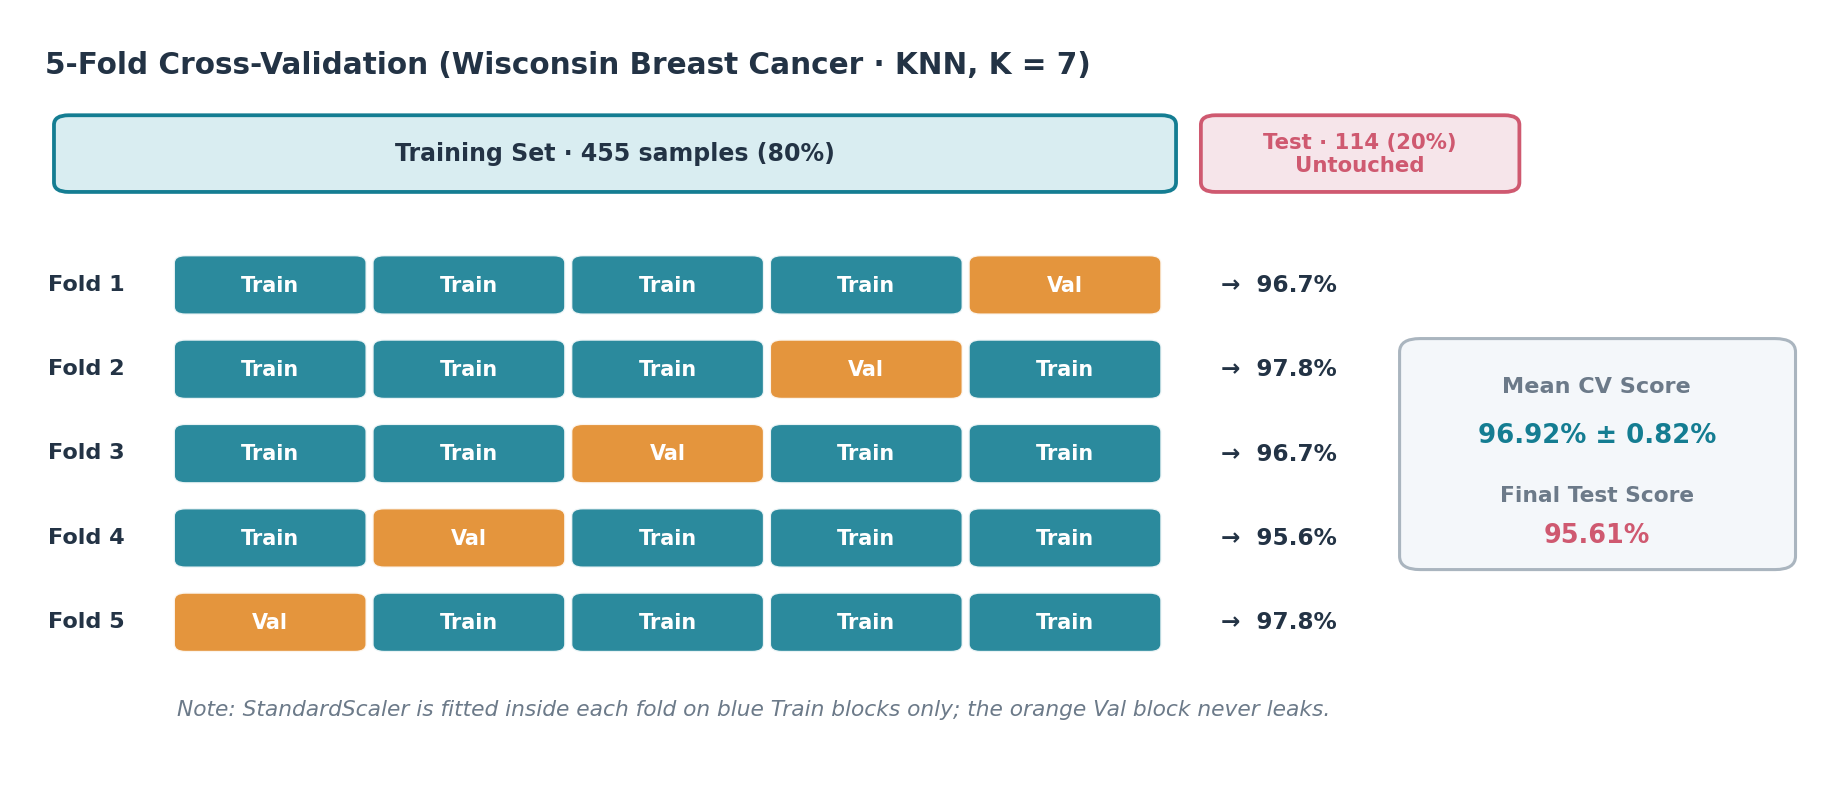 5-Fold Cross-Validation (Wisconsin Breast Cancer · KNN, K = 7)
Training Set · 455 samples (80%)
Test · 114 (20%)
Untouched
Fold 1 Train Train Train Train Val → 96.7%
Fold 2 Train Train Train Val Train → 97.8%
Fold 3 Train Train Val Train Train → 96.7%
Fold 4 Train Val Train Train Train → 95.6%
Fold 5 Val Train Train Train Train → 97.8%
Mean CV Score
96.92% ± 0.82%
Final Test Score
95.61%
Note: StandardScaler is fitted inside each fold on blue Train blocks only; the orange Val block never leaks.